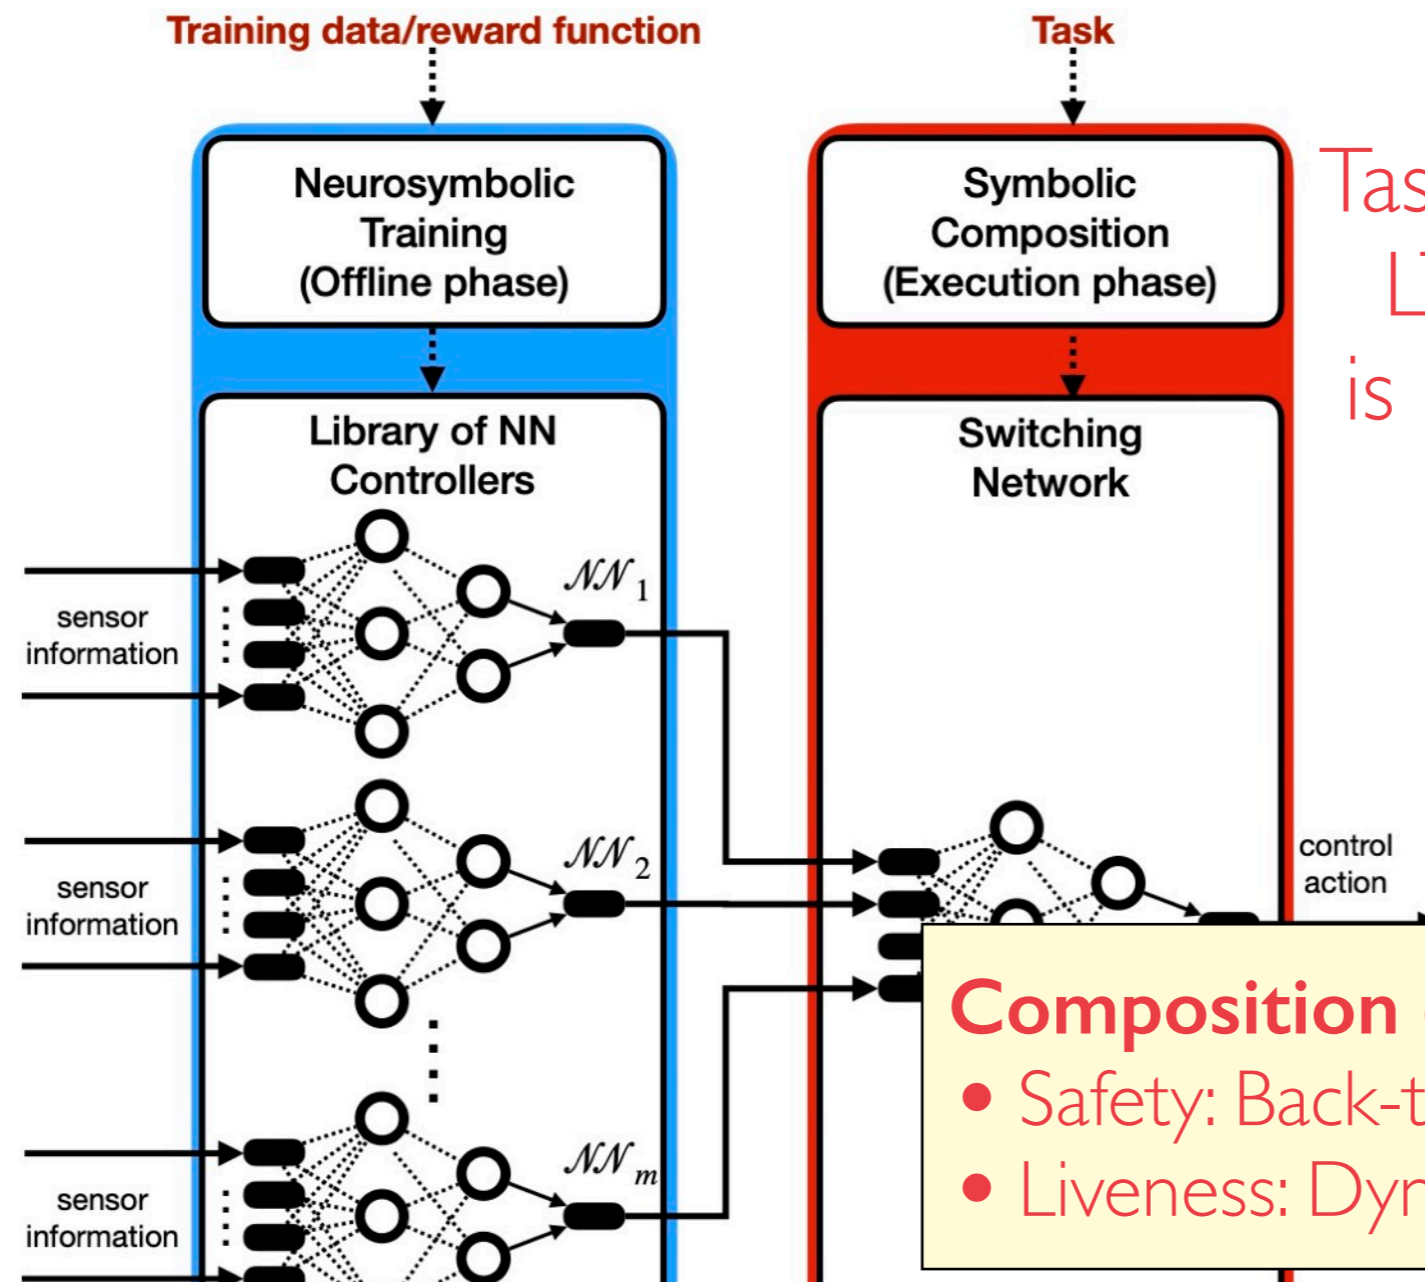 Training data/reward function
Task
Neurosymbolic
Training
(Offline phase)
Symbolic
Composition
(Execution phase)
is
Library of NN
Controllers
Switching
Network
sensor
information
𝒩𝒩 1
sensor
information
𝒩𝒩 2
control
action
sensor
information
𝒩𝒩 m
Composition
• Safety: Back-t
• Liveness: Dyn